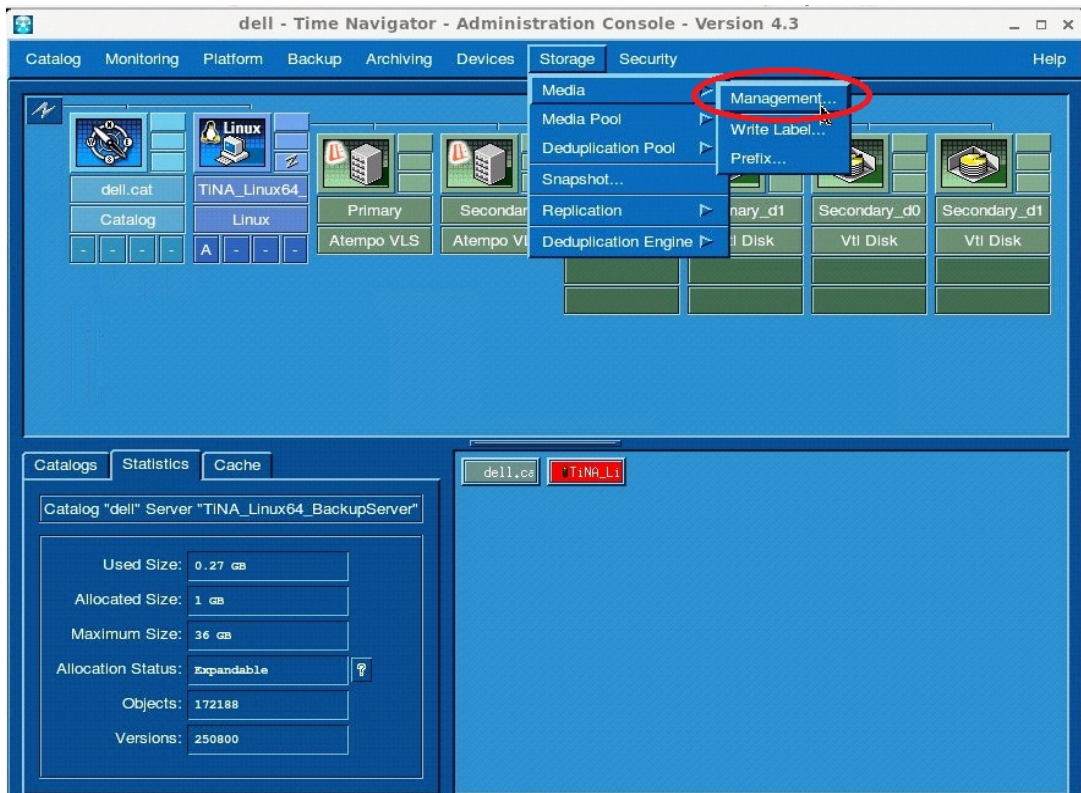 dell - Time Navigator - Administration Console - Version 4.3
Catalog Monitoring Platform Backup Archiving Devices Storage Security Help
Media
Media Pool
Deduplication Pool
Snapshot...
Replication
Deduplication Engine
Management...
Write Label...
Prefix...
Linux
dell.cat TiNA_Linux64_
Catalog Linux
- - - - A - - -
Primary Secondar nary_d1 Secondary_d0 Secondary_d1
Atempo VLS Atempo VL l Disk Vtl Disk Vtl Disk
Catalogs Statistics Cache
dell.ca TiNA_Li
Catalog "dell" Server "TiNA_Linux64_BackupServer"
Used Size: 0.27 GB
Allocated Size: 1 GB
Maximum Size: 36 GB
Allocation Status: Expandable ?
Objects: 172188
Versions: 250800